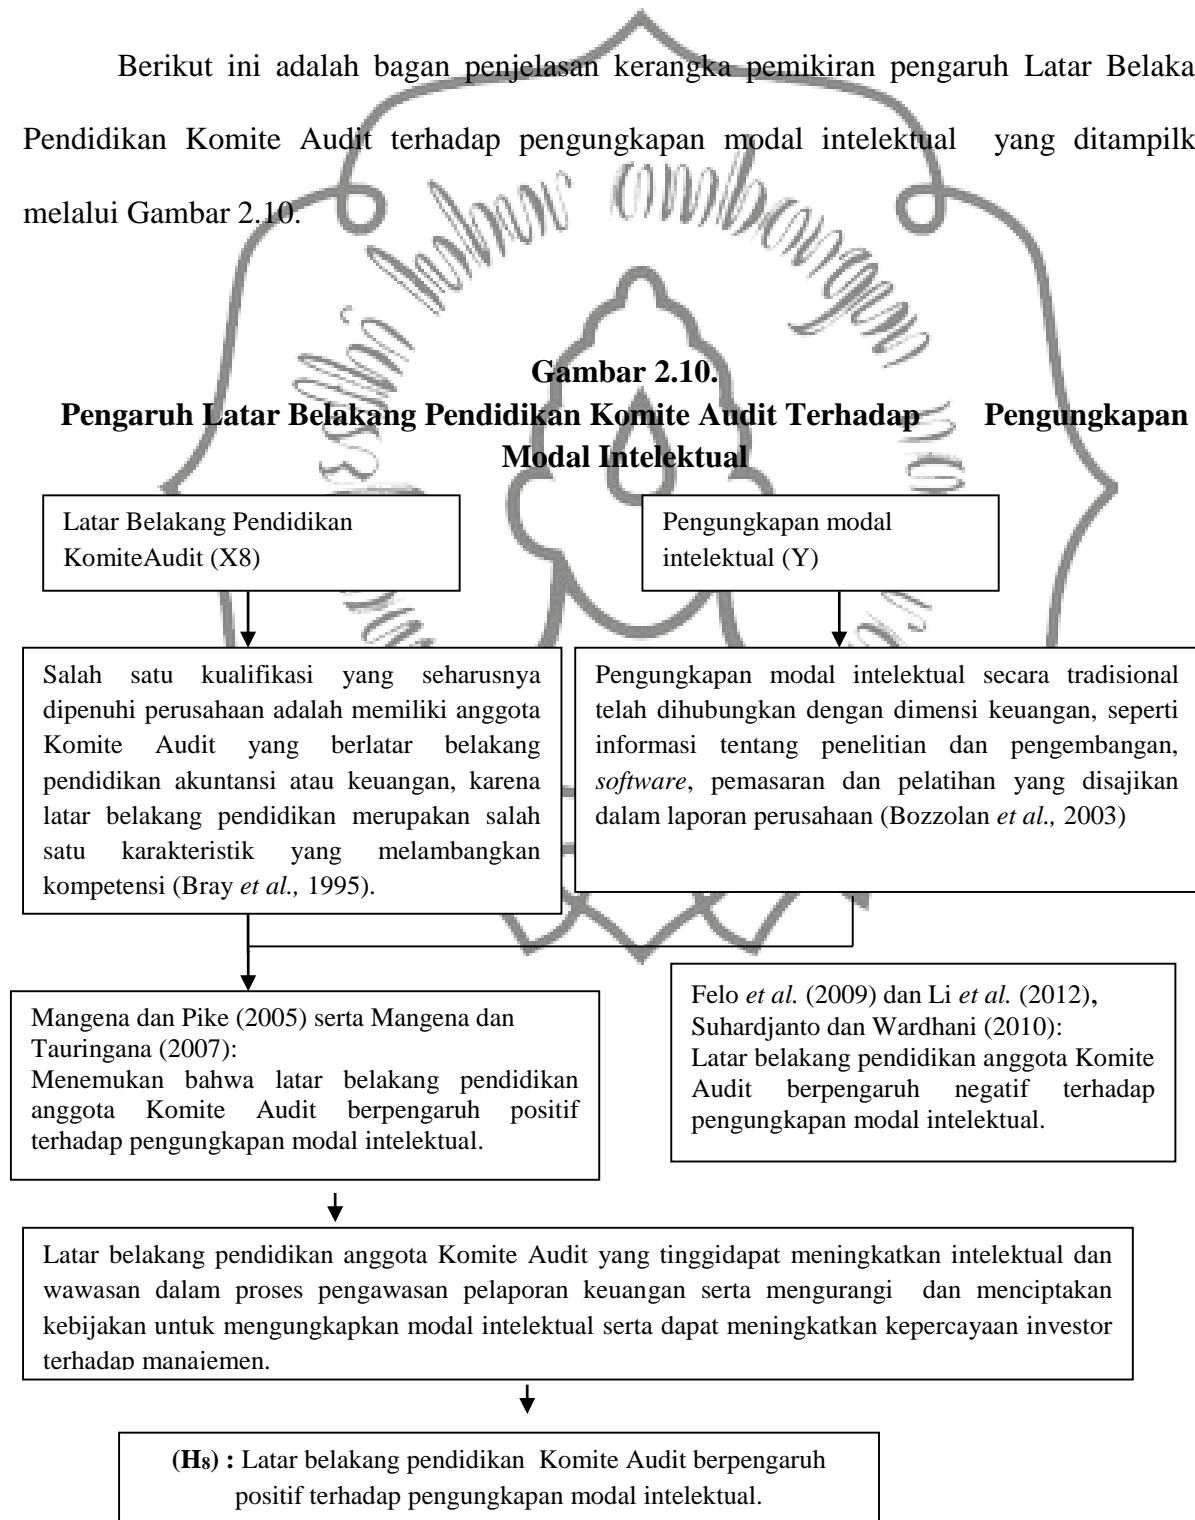 Berikut ini adalah bagan penjelasan kerangka pemikiran pengaruh Latar Belaka
Pendidikan Komite Audit terhadap pengungkapan modal intelektual yang ditampilk
melalui Gambar 2.10.
Gambar 2.10.
Pengaruh Latar Belakang Pendidikan Komite Audit Terhadap Pengungkapan
Modal Intelektual
Latar Belakang Pendidikan
KomiteAudit (X8)
Pengungkapan modal
intelektual (Y)
Salah satu kualifikasi yang seharusnya
dipenuhi perusahaan adalah memiliki anggota
Komite Audit yang berlatar belakang
pendidikan akuntansi atau keuangan, karena
latar belakang pendidikan merupakan salah
satu karakteristik yang melambangkan
kompetensi (Bray et al., 1995).
Pengungkapan modal intelektual secara tradisional
telah dihubungkan dengan dimensi keuangan, seperti
informasi tentang penelitian dan pengembangan,
software, pemasaran dan pelatihan yang disajikan
dalam laporan perusahaan (Bozzolan et al., 2003)
Mangena dan Pike (2005) serta Mangena dan
Tauringana (2007):
Menemukan bahwa latar belakang pendidikan
anggota Komite Audit berpengaruh positif
terhadap pengungkapan modal intelektual.
Felo et al. (2009) dan Li et al. (2012),
Suhardjanto dan Wardhani (2010):
Latar belakang pendidikan anggota Komite
Audit berpengaruh negatif terhadap
pengungkapan modal intelektual.
Latar belakang pendidikan anggota Komite Audit yang tinggidapat meningkatkan intelektual dan
wawasan dalam proses pengawasan pelaporan keuangan serta mengurangi dan menciptakan
kebijakan untuk mengungkapkan modal intelektual serta dapat meningkatkan kepercayaan investor
terhadap manajemen.
(H8) : Latar belakang pendidikan Komite Audit berpengaruh
positif terhadap pengungkapan modal intelektual.